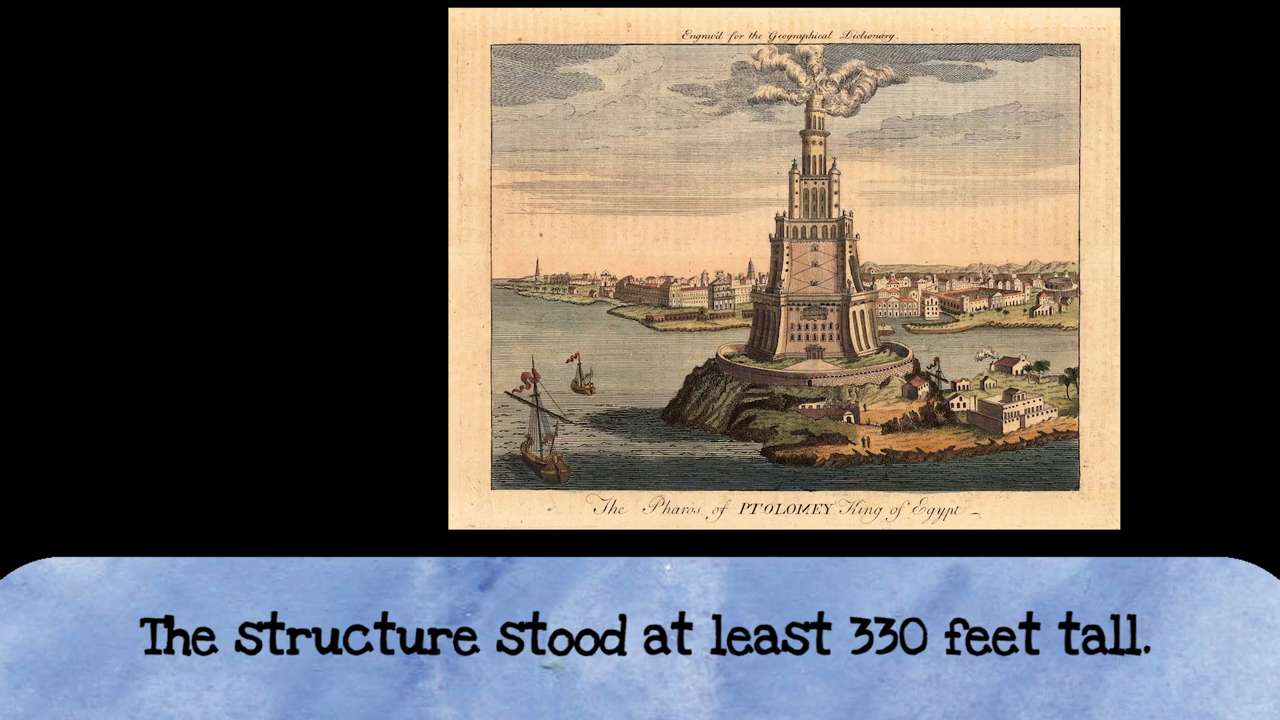 Engrav'd for the Geographical Dictionary.
The Pharos of PTOLOMEY King of Egypt
The structure stood at least 330 feet tall.